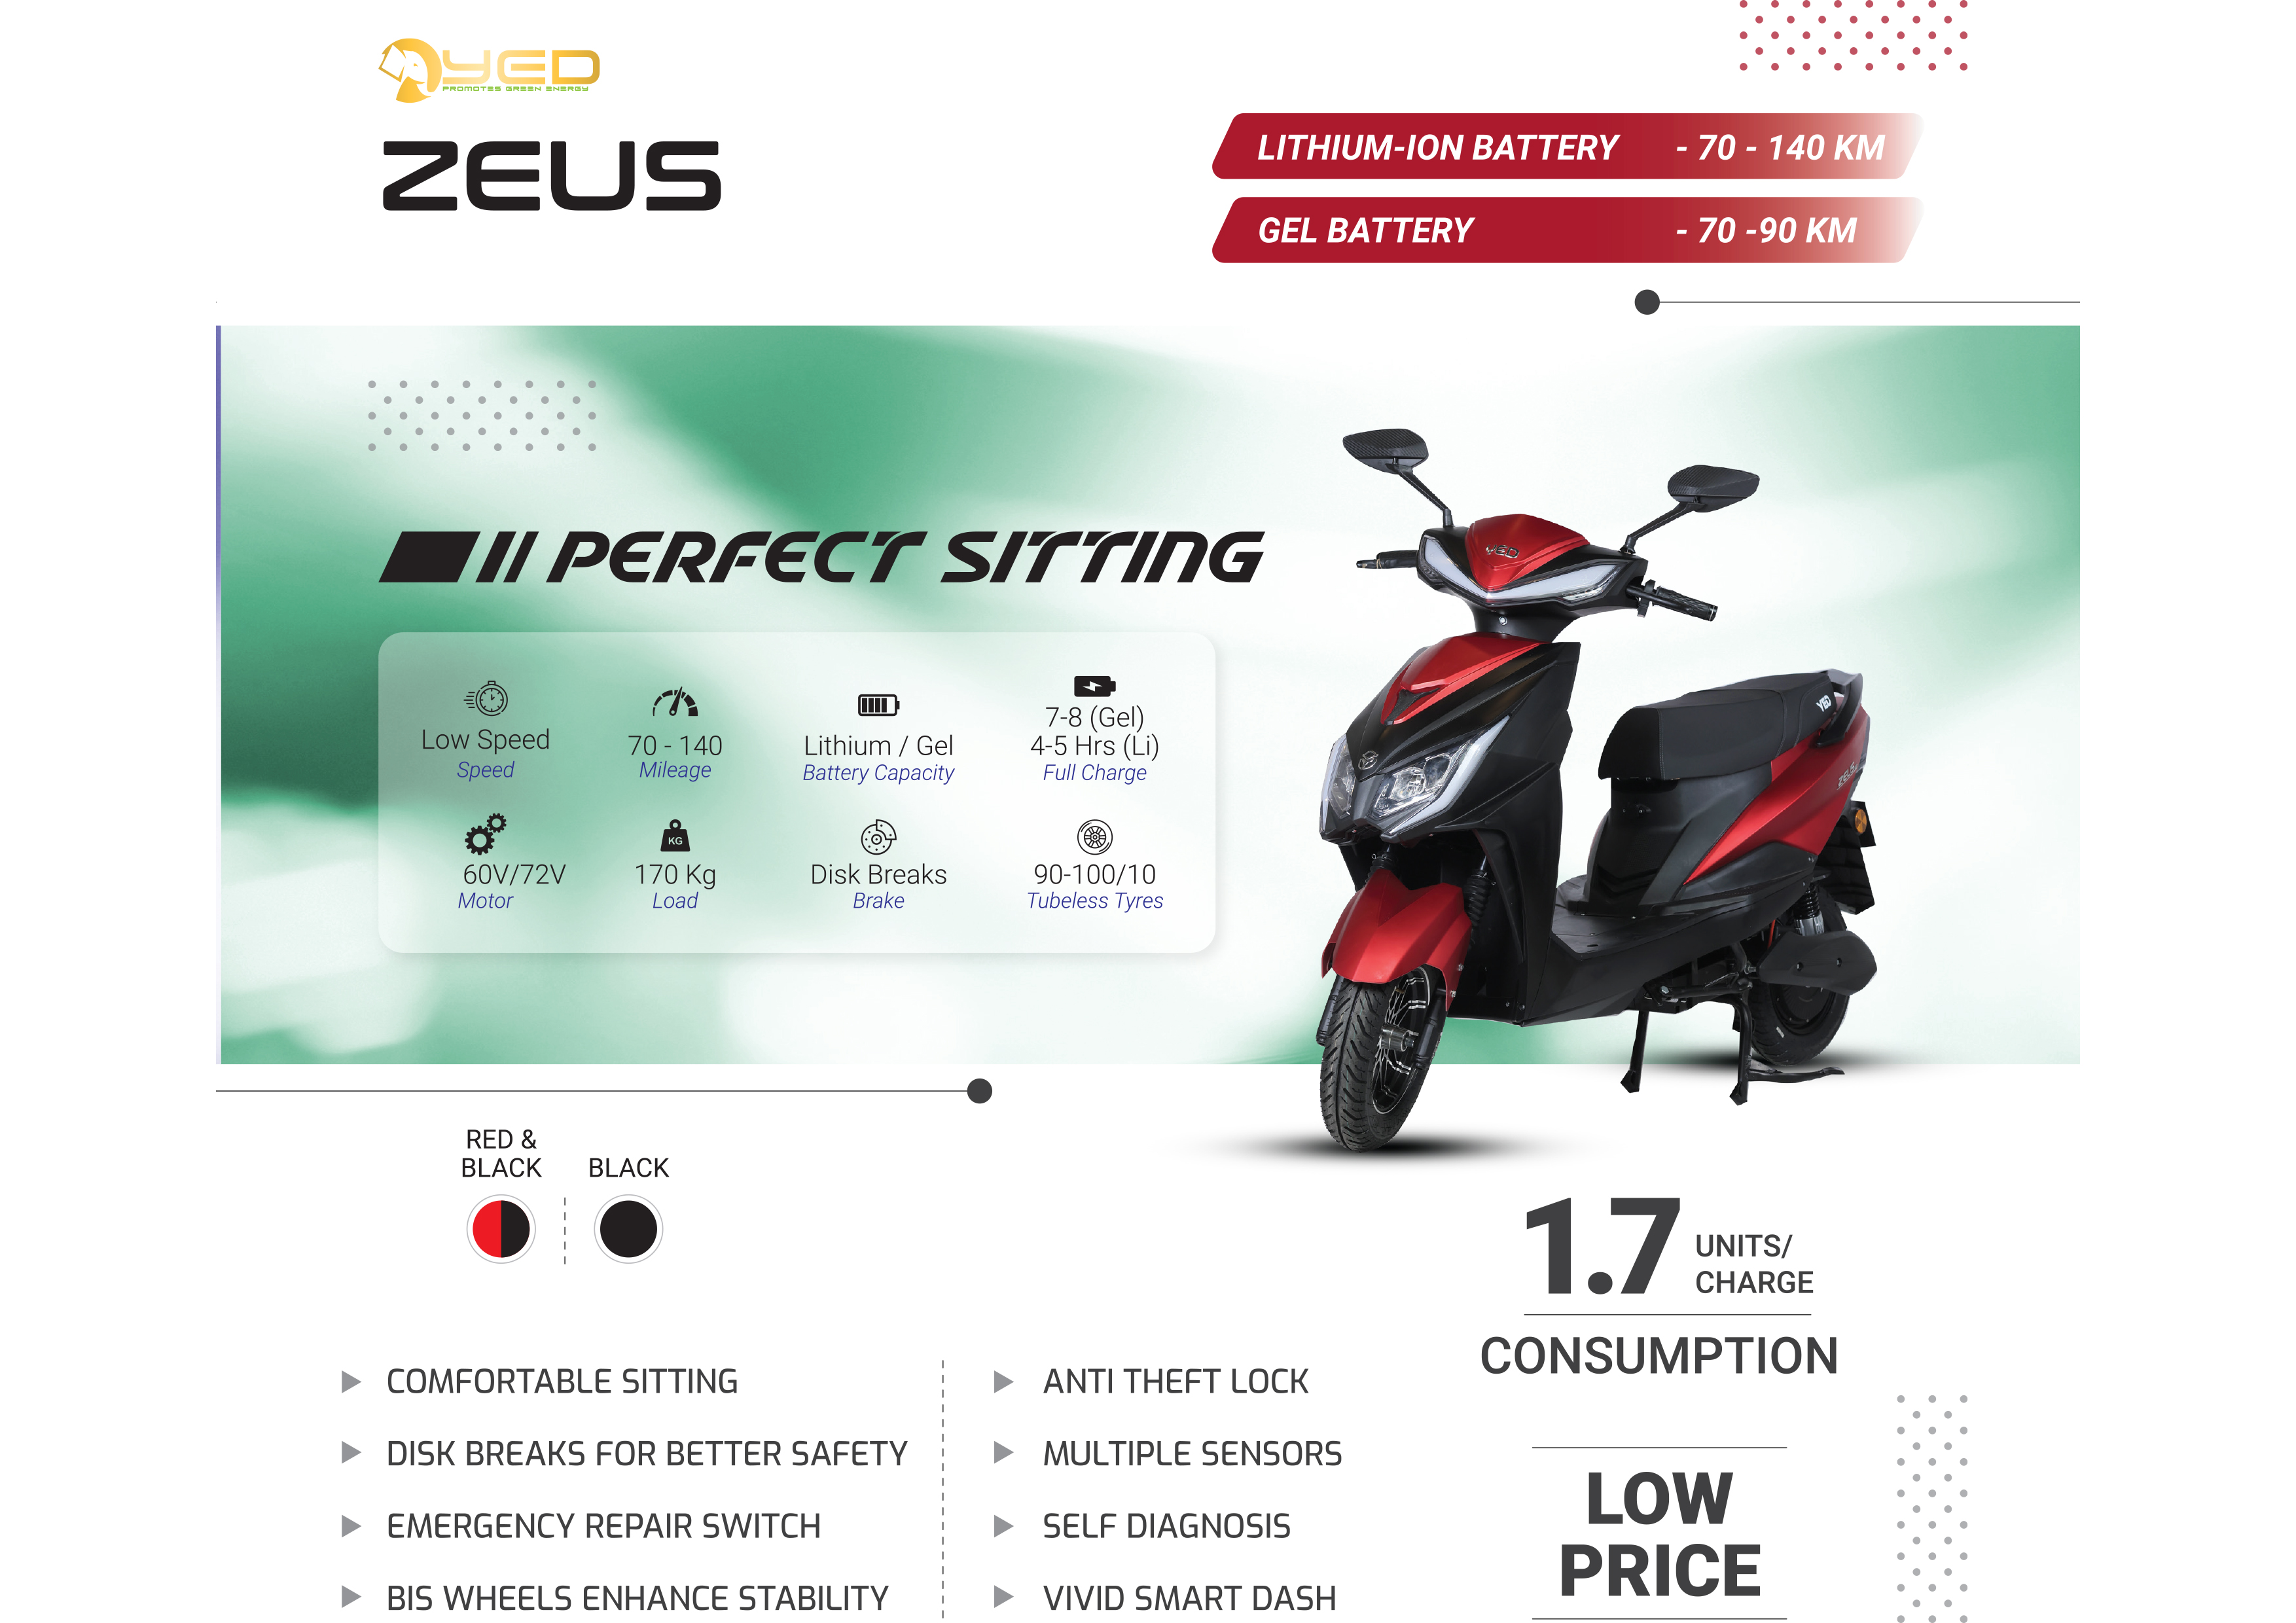 YED
PROMOTES GREEN ENERGY
ZEUS
LITHIUM-ION BATTERY - 70 - 140 KM
GEL BATTERY - 70 -90 KM
PERFECT SITTING
Low Speed
Speed
70 - 140
Mileage
Lithium / Gel
Battery Capacity
7-8 (Gel)
4-5 Hrs (Li)
Full Charge
60V/72V
Motor
KG
170 Kg
Load
Disk Breaks
Brake
90-100/10
Tubeless Tyres
YED
YED
ZEUS
RED &
BLACK
BLACK
1.7 UNITS/
CHARGE
CONSUMPTION
COMFORTABLE SITTING
DISK BREAKS FOR BETTER SAFETY
EMERGENCY REPAIR SWITCH
BIS WHEELS ENHANCE STABILITY
ANTI THEFT LOCK
MULTIPLE SENSORS
SELF DIAGNOSIS
VIVID SMART DASH
LOW
PRICE